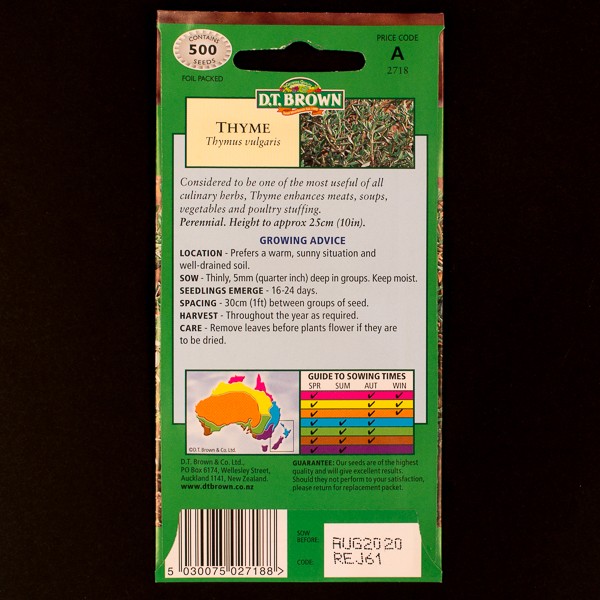 CONTAINS
500
SEEDS
FOIL PACKED
PRICE CODE
A
2718
D.T. BROWN
THYME
Thymus vulgaris
Considered to be one of the most useful of all
culinary herbs, Thyme enhances meats, soups,
vegetables and poultry stuffing.
Perennial. Height to approx 25cm (10in).
GROWING ADVICE
LOCATION - Prefers a warm, sunny situation and
well-drained soil.
SOW - Thinly, 5mm (quarter inch) deep in groups. Keep moist.
SEEDLINGS EMERGE - 16-24 days.
SPACING - 30cm (1ft) between groups of seed.
HARVEST - Throughout the year as required.
CARE - Remove leaves before plants flower if they are
to be dried.
GUIDE TO SOWING TIMES
SPR SUM AUT WIN
©D.T. Brown & Co. Ltd
D.T. Brown & Co. Ltd.,
PO Box 6174, Wellesley Street,
Auckland 1141, New Zealand.
www.dtbrown.co.nz
GUARANTEE: Our seeds are of the highest
quality and will give excellent results.
Should they not perform to your satisfaction,
please return for replacement packet.
5 030075 027188 >
SOW
BEFORE:
AUG2020
CODE:
REJ61